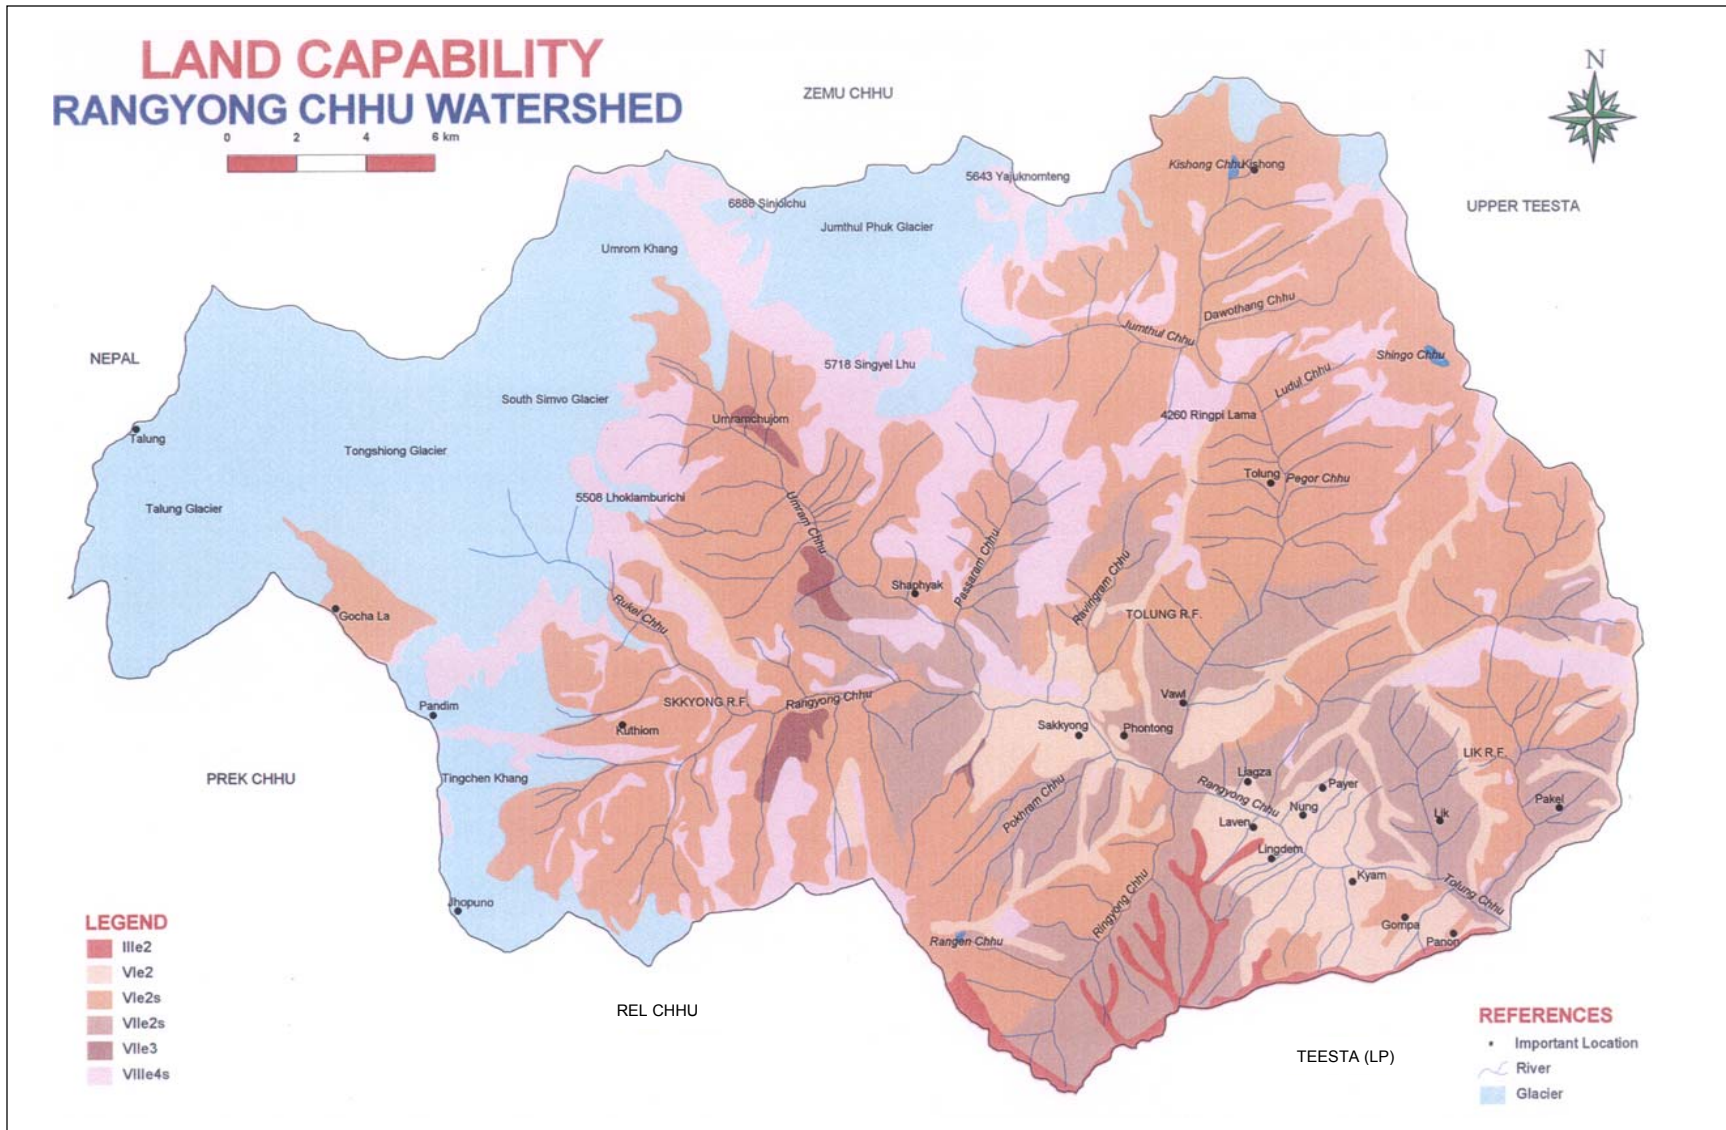 LAND CAPABILITY
RANGYONG CHHU WATERSHED
0 2 4 6 km
N
ZEMU CHHU
UPPER TEESTA
NEPAL
PREK CHHU
REL CHHU
TEESTA (LP)
Kishong Chhu
Kishong
5643 Yajuknomteng
6888 Siniolchu
Jumthul Phuk Glacier
Umrom Khang
Dawothang Chhu
Jumthul Chhu
Shingo Chhu
5718 Singyel Lhu
Ludul Chhu
South Simvo Glacier
Umramchujom
4260 Ringpi Lama
Talung
Tongshiong Glacier
Tolung
Pegor Chhu
5508 Lhoklamburichi
Talung Glacier
Umram Chhu
Passaram Chhu
Ravingram Chhu
Shaphyak
Gocha La
Rukel Chhu
TOLUNG R.F.
Pandim
SKKYONG R.F.
Rangyong Chhu
Vawl
Kuthiom
Sakkyong
Phontong
LIK R.F.
Tingchen Khang
Pokhram Chhu
Rangyong Chhu
Liagza
Payer
Nung
Lik
Pakel
Laven
Lingdem
Kyam
Tolung Chhu
Jhopuno
Ringyong Chhu
Gompa
Panon
Rangen Chhu
LEGEND
IIIe2
VIe2
VIe2s
VIIe2s
VIIe3
VIIIe4s
REFERENCES
Important Location
River
Glacier